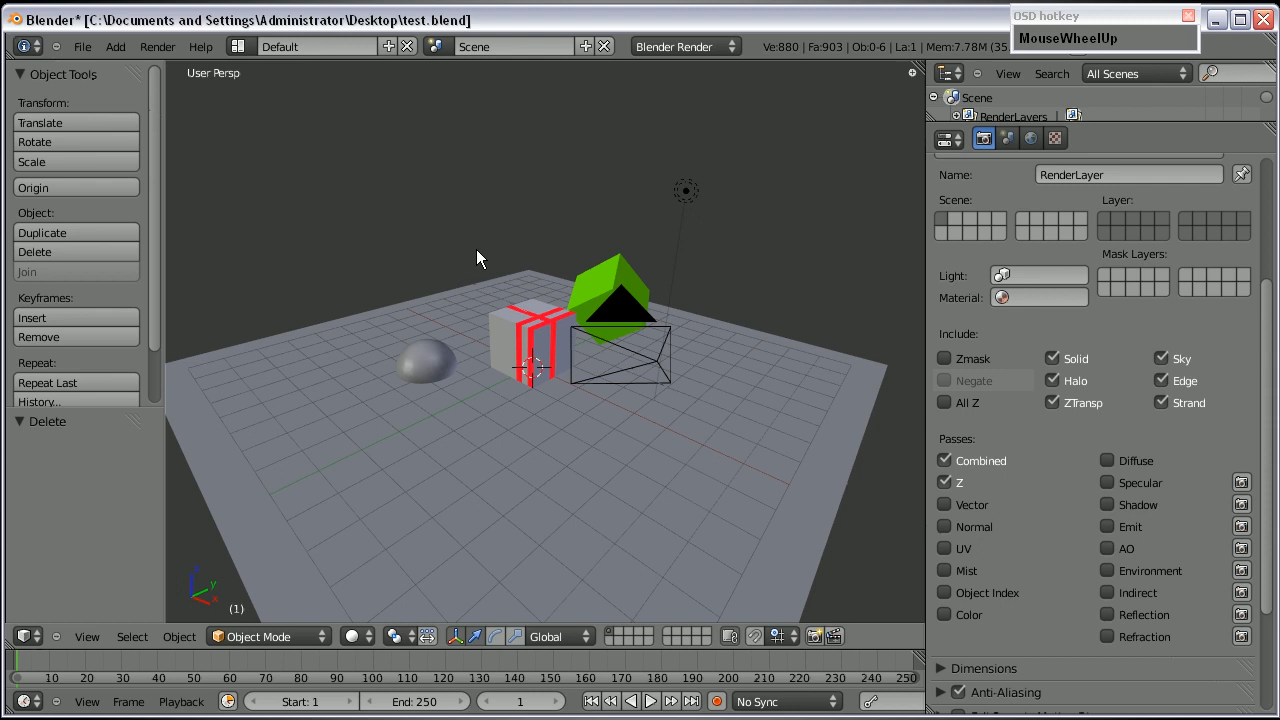 Blender* [C:\Documents and Settings\Administrator\Desktop\test.blend]
OSD hotkey
MouseWheelUp
File Add Render Help Default Scene Blender Render Ve:880 | Fa:903 | Ob:0-6 | La:1 | Mem:7.78M (35
Object Tools
Transform:
Translate
Rotate
Scale
Origin
Object:
Duplicate
Delete
Join
Keyframes:
Insert
Remove
Repeat:
Repeat Last
History...
Delete
User Persp
(1)
View Search All Scenes
Scene
RenderLayers |
Name: RenderLayer
Scene: Layer:
Mask Layers:
Light:
Material:
Include:
Zmask Solid Sky
Negate Halo Edge
All Z ZTransp Strand
Passes:
Combined Diffuse
Z Specular
Vector Shadow
Normal Emit
UV AO
Mist Environment
Object Index Indirect
Color Reflection
Refraction
Dimensions
Anti-Aliasing
View Select Object Object Mode Global
10 20 30 40 50 60 70 80 90 100 110 120 130 140 150 160 170 180 190 200 210 220 230 240 250
View Frame Playback Start: 1 End: 250 1 No Sync